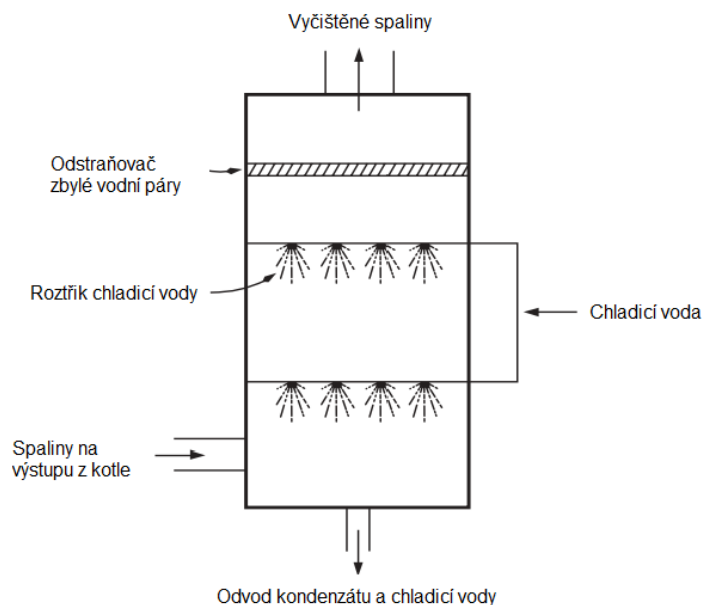 Vyčištěné spaliny
Odstraňovač
zbylé vodní páry
Roztřik chladicí vody
Chladicí voda
Spaliny na
výstupu z kotle
Odvod kondenzátu a chladicí vody